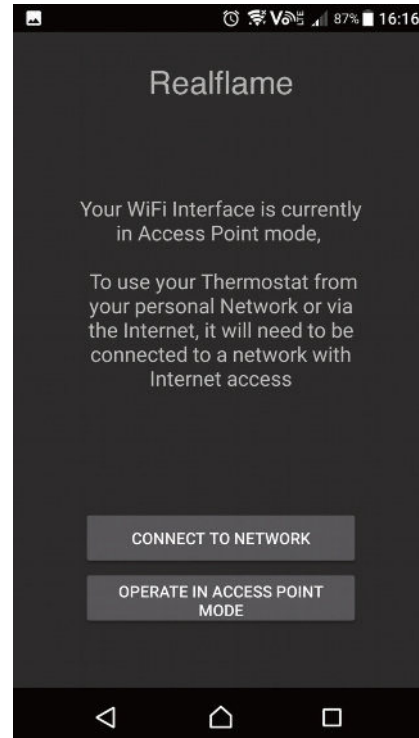 87% 16:16
Realflame
Your WiFi Interface is currently
in Access Point mode,
To use your Thermostat from
your personal Network or via
the Internet, it will need to be
connected to a network with
Internet access
CONNECT TO NETWORK
OPERATE IN ACCESS POINT
MODE